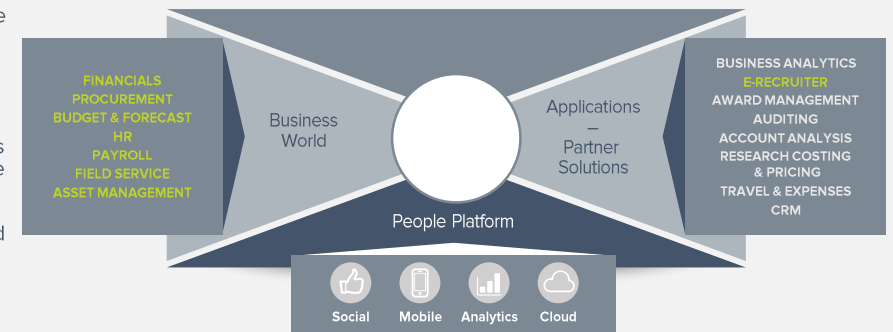 e
s
e
d
FINANCIALS
PROCUREMENT
BUDGET & FORECAST
HR
PAYROLL
FIELD SERVICE
ASSET MANAGEMENT
Business
World
Applications
–
Partner
Solutions
BUSINESS ANALYTICS
E-RECRUITER
AWARD MANAGEMENT
AUDITING
ACCOUNT ANALYSIS
RESEARCH COSTING
& PRICING
TRAVEL & EXPENSES
CRM
People Platform
Social Mobile Analytics Cloud